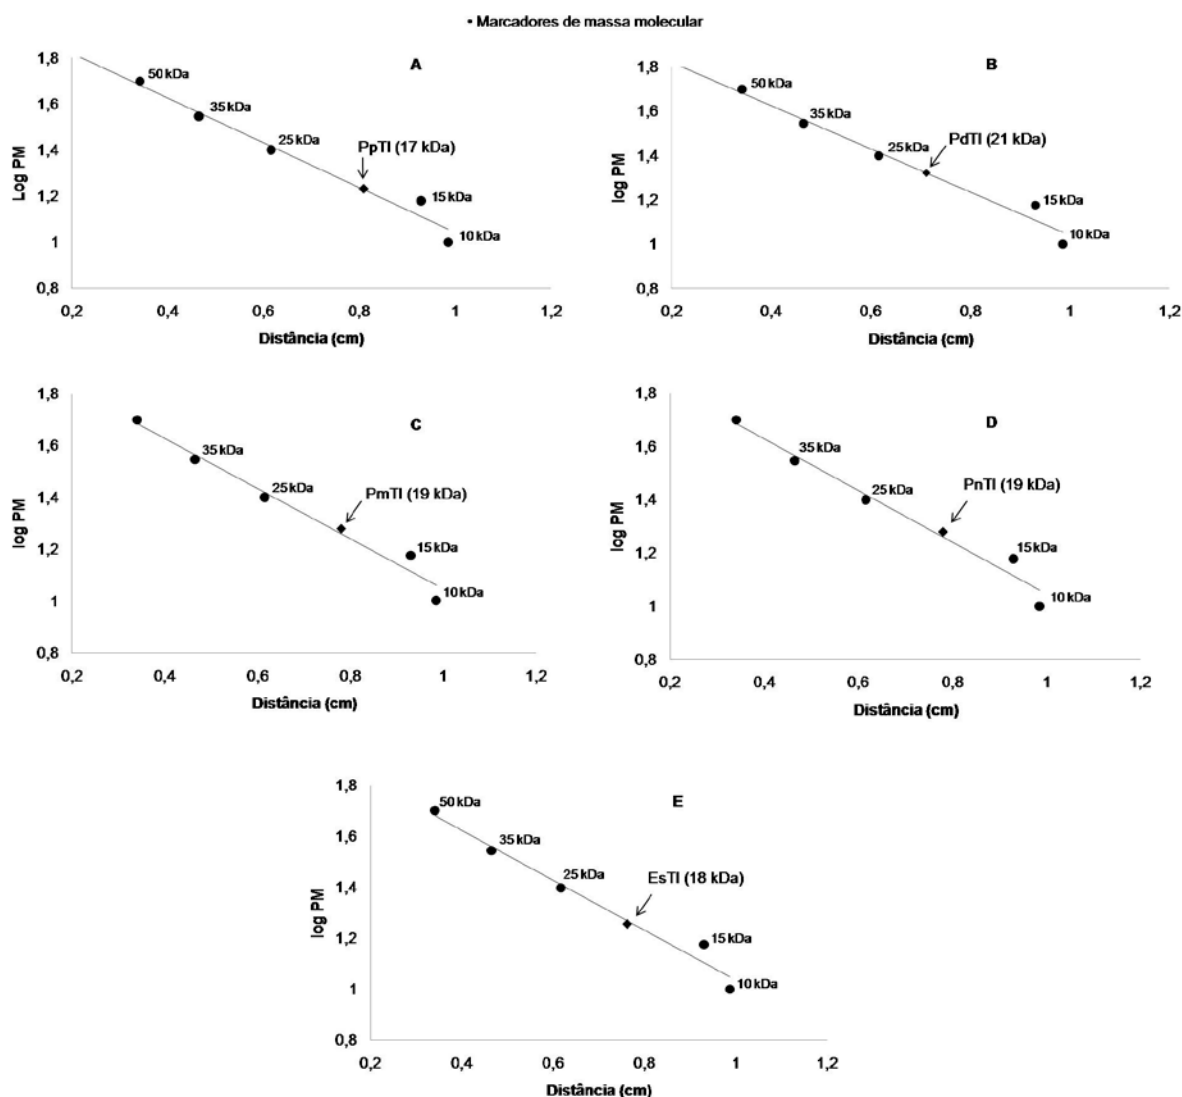 • Marcadores de massa molecular
A
1,8
1,6
1,4
1,2
1
0,8
Log PM
50 kDa
35 kDa
25 kDa
PpTI (17 kDa)
15 kDa
10 kDa
0,2 0,4 0,6 0,8 1 1,2
Distância (cm)
B
1,8
1,6
1,4
1,2
1
0,8
log PM
50 kDa
35 kDa
25 kDa
PdTI (21 kDa)
15 kDa
10 kDa
0,2 0,4 0,6 0,8 1 1,2
Distância (cm)
C
1,8
1,6
1,4
1,2
1
0,8
log PM
35 kDa
25 kDa
PmTI (19 kDa)
15 kDa
10 kDa
0,2 0,4 0,6 0,8 1 1,2
Distância (cm)
D
1,8
1,6
1,4
1,2
1
0,8
log PM
35 kDa
25 kDa
PnTI (19 kDa)
15 kDa
10 kDa
0,2 0,4 0,6 0,8 1 1,2
Distância (cm)
E
1,8
1,6
1,4
1,2
1
0,8
log PM
50 kDa
35 kDa
25 kDa
EsTI (18 kDa)
15 kDa
10 kDa
0,2 0,4 0,6 0,8 1 1,2
Distância (cm)